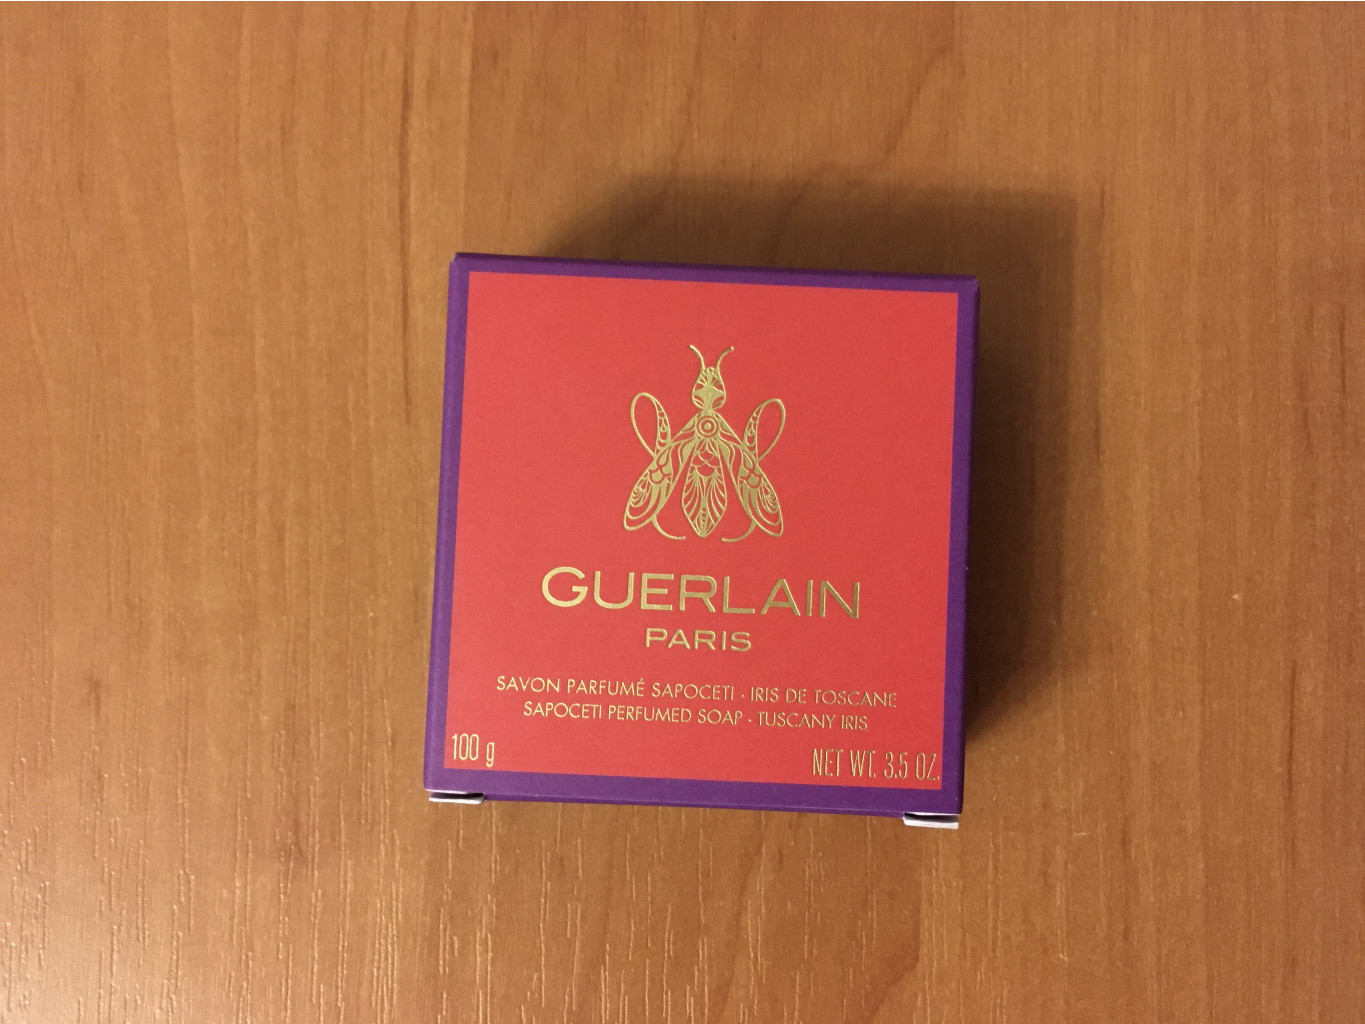 GUERLAIN
PARIS
SAVON PARFUMÉ SAPOCETI - IRIS DE TOSCANE
SAPOCETI PERFUMED SOAP - TUSCANY IRIS
100 g
NET WT. 3.5 OZ.